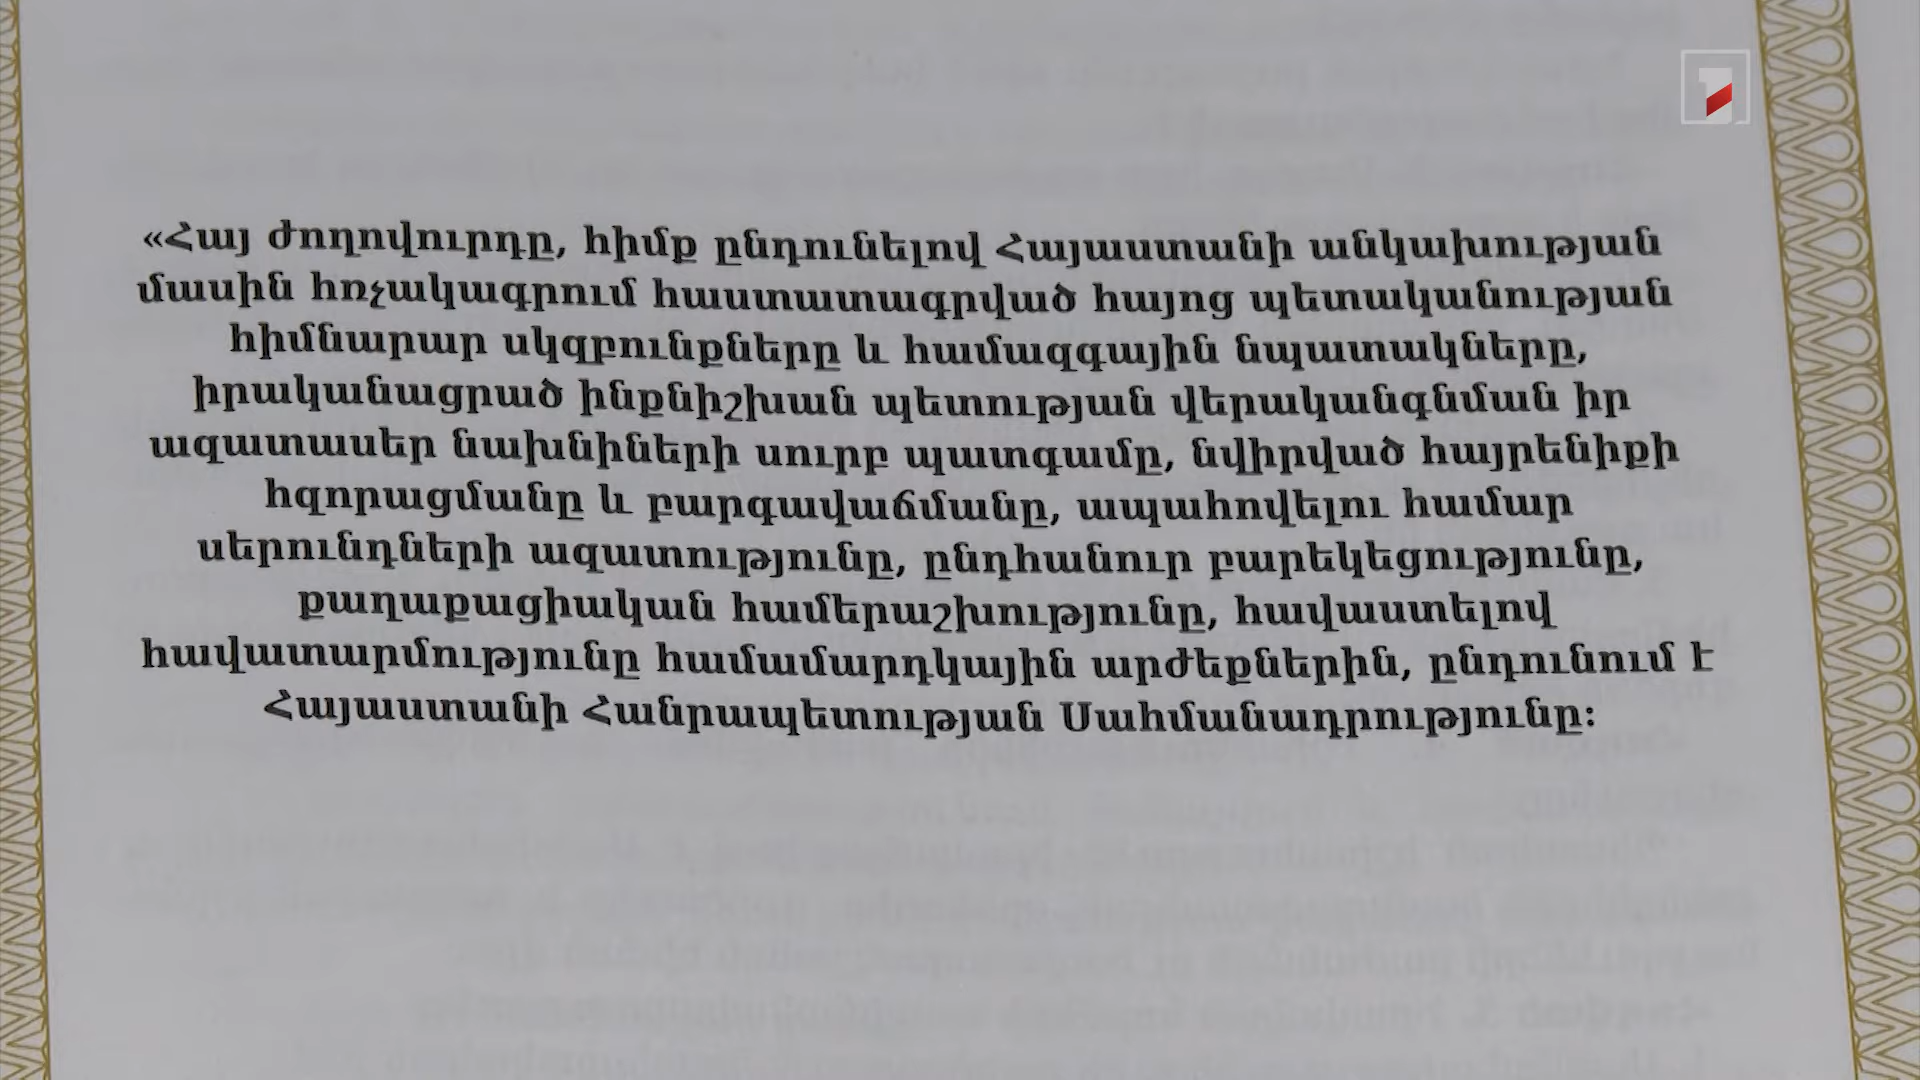 «Հայ ժողովուրդը, հիմք ընդունելով Հայաստանի անկախության
մասին հռչակագրում հաստատագրված հայոց պետականության
հիմնարար սկզբունքները և համազգային նպատակները,
իրականացրած ինքնիշխան պետության վերականգնման իր
ազատասեր նախնիների սուրբ պատգամը, նվիրված հայրենիքի
հզորացմանը և բարգավաճմանը, ապահովելու համար
սերունդների ազատությունը, ընդհանուր բարեկեցությունը,
քաղաքացիական համերաշխությունը, հավաստելով
հավատարմությունը համամարդկային արժեքներին, ընդունում է
Հայաստանի Հանրապետության Սահմանադրությունը: